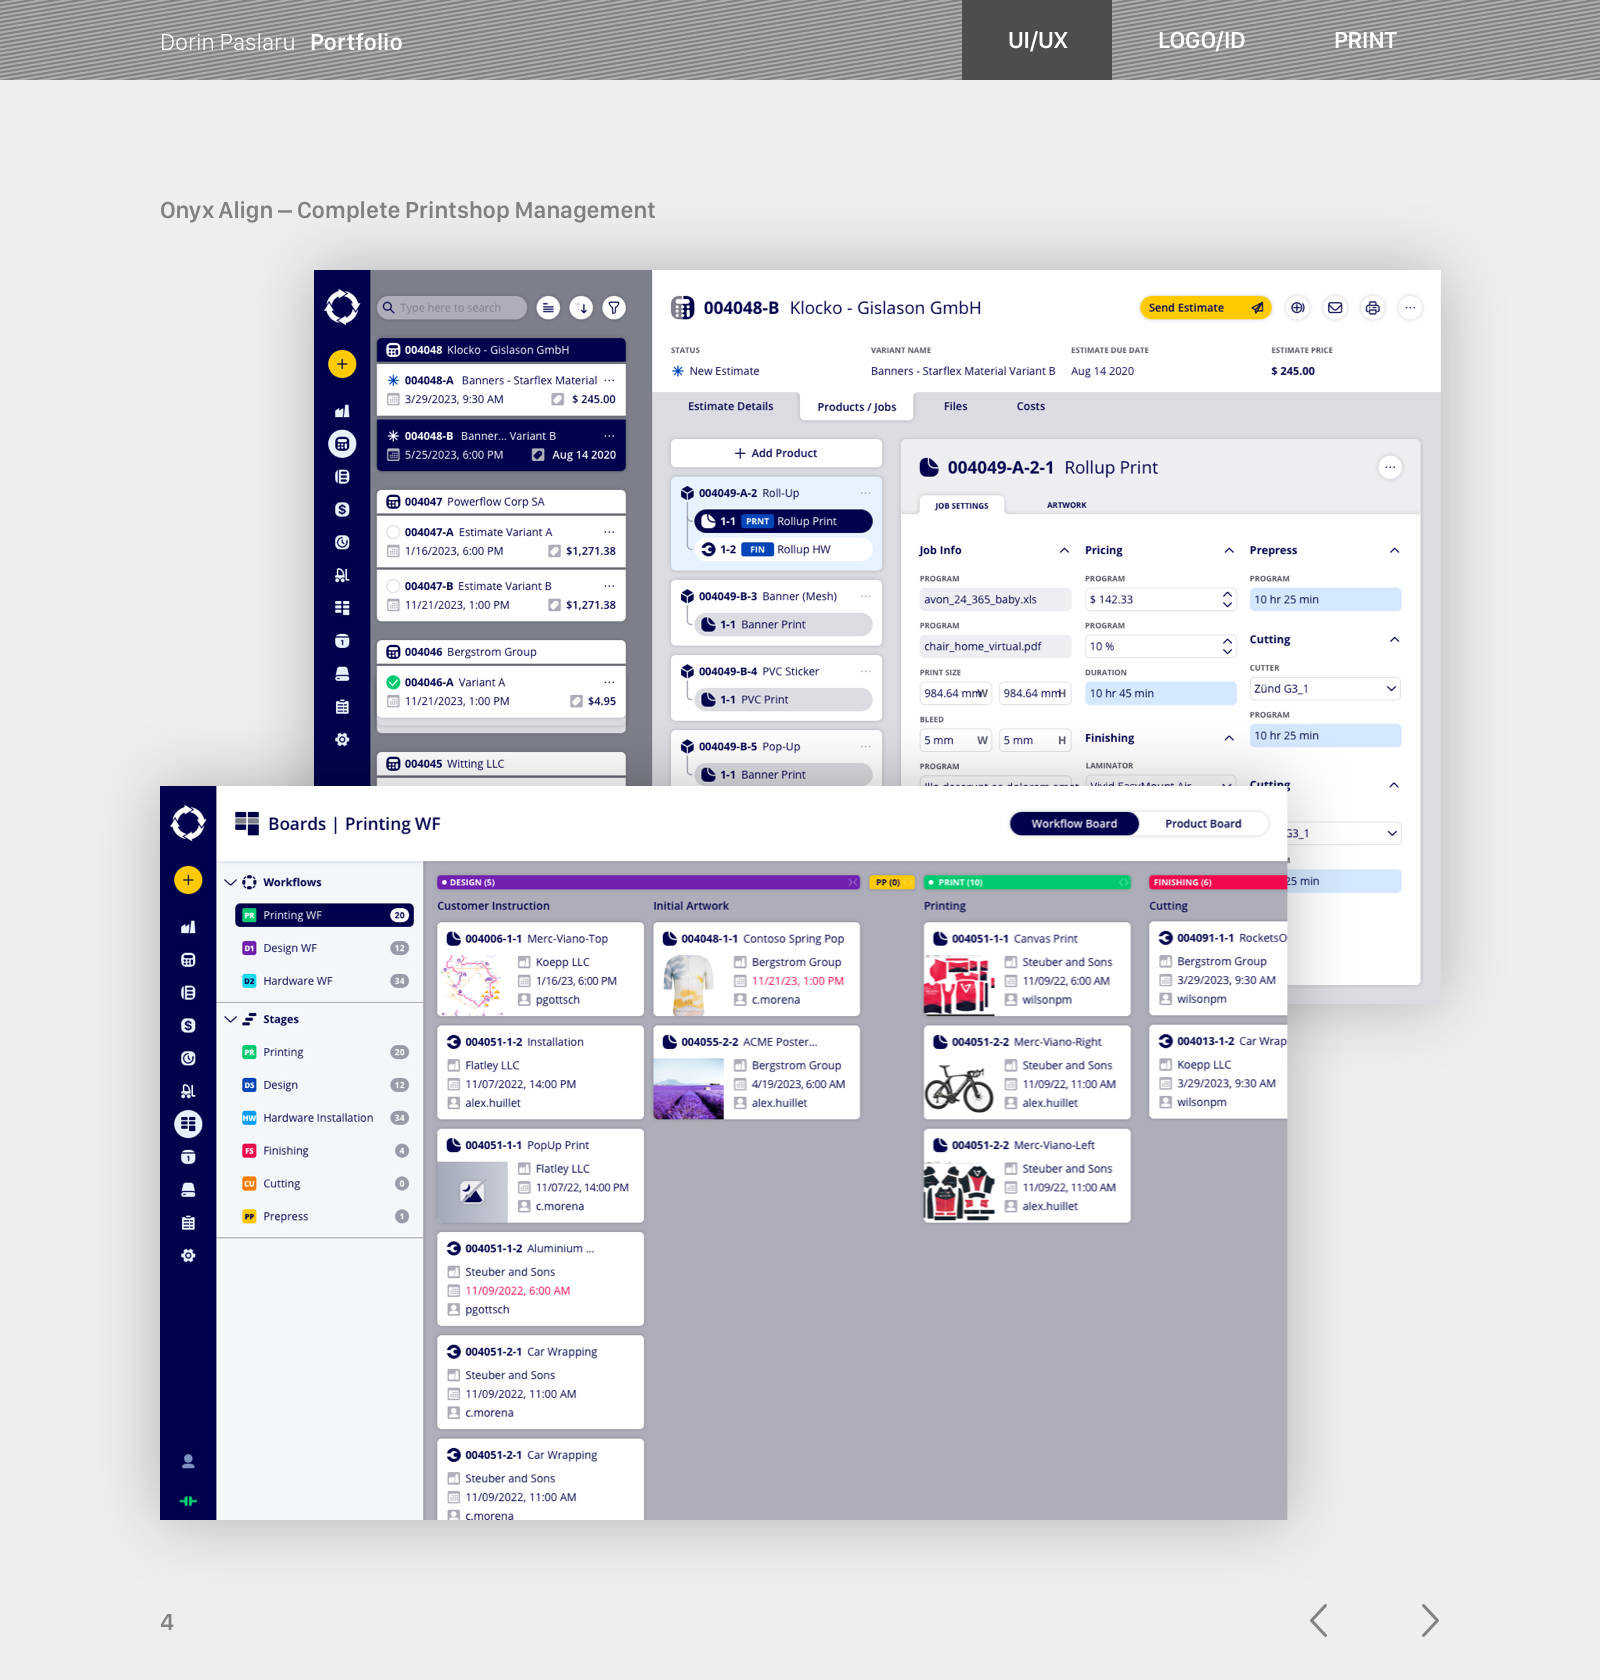 Dorin Paslaru Portfolio
UI/UX
LOGO/ID
PRINT
Onyx Align – Complete Printshop Management
Type here to search
004048 Klocko - Gislason GmbH
004048-A Banners - Starflex Material ...
3/29/2023, 9:30 AM $ 245.00
004048-B Banner... Variant B ...
5/25/2023, 6:00 PM Aug 14 2020
004047 Powerflow Corp SA
004047-A Estimate Variant A ...
1/16/2023, 6:00 PM $1,271.38
004047-B Estimate Variant B ...
11/21/2023, 1:00 PM $1,271.38
004046 Bergstrom Group
004046-A Variant A ...
11/21/2023, 1:00 PM $4.95
004045 Witting LLC
1
004048-B Klocko - Gislason GmbH
Send Estimate
...
STATUS
New Estimate
VARIANT NAME
Banners - Starflex Material Variant B
ESTIMATE DUE DATE
Aug 14 2020
ESTIMATE PRICE
$ 245.00
Estimate Details
Products / Jobs
Files
Costs
+ Add Product
004049-A-2 Roll-Up ...
1-1 PRNT Rollup Print
1-2 FIN Rollup HW
004049-B-3 Banner (Mesh) ...
1-1 Banner Print
004049-B-4 PVC Sticker ...
1-1 PVC Print
004049-B-5 Pop-Up ...
1-1 Banner Print
004049-A-2-1 Rollup Print
...
JOB SETTINGS
ARTWORK
Job Info
PROGRAM
avon_24_365_baby.xls
PROGRAM
chair_home_virtual.pdf
PRINT SIZE
984.64 mm W 984.64 mm H
BLEED
5 mm W 5 mm H
PROGRAM
Pricing
PROGRAM
$ 142.33
PROGRAM
10 %
DURATION
10 hr 45 min
Finishing
LAMINATOR
Vivid EasyMount Air
Prepress
PROGRAM
10 hr 25 min
Cutting
CUTTER
Zünd G3_1
PROGRAM
10 hr 25 min
Cutting
G3_1
25 min
Boards | Printing WF
Workflow Board
Product Board
Workflows
PR Printing WF 20
D1 Design WF 12
D2 Hardware WF 34
Stages
PR Printing 20
DS Design 12
HW Hardware Installation 34
FS Finishing 4
CU Cutting 0
PP Prepress 1
1
DESIGN (5)
PP (0)
PRINT (10)
FINISHING (6)
Customer Instruction
004006-1-1 Merc-Viano-Top
Koepp LLC
1/16/23, 6:00 PM
pgottsch
004051-1-2 Installation
Flatley LLC
11/07/2022, 14:00 PM
alex.huillet
004051-1-1 PopUp Print
Flatley LLC
11/07/22, 14:00 PM
c.morena
004051-1-2 Aluminium ...
Steuber and Sons
11/09/2022, 6:00 AM
pgottsch
004051-2-1 Car Wrapping
Steuber and Sons
11/09/2022, 11:00 AM
c.morena
004051-2-1 Car Wrapping
Steuber and Sons
11/09/2022, 11:00 AM
c.morena
Initial Artwork
004048-1-1 Contoso Spring Pop
Bergstrom Group
11/21/23, 1:00 PM
c.morena
004055-2-2 ACME Poster...
Bergstrom Group
4/19/2023, 6:00 AM
alex.huillet
Printing
004051-1-1 Canvas Print
Steuber and Sons
11/09/22, 6:00 AM
wilsonpm
004051-2-2 Merc-Viano-Right
Steuber and Sons
11/09/22, 11:00 AM
alex.huillet
004051-2-2 Merc-Viano-Left
Steuber and Sons
11/09/22, 11:00 AM
alex.huillet
Cutting
004091-1-1 RocketsO
Bergstrom Group
3/29/2023, 9:30 AM
wilsonpm
004013-1-2 Car Wrap
Koepp LLC
3/29/2023, 9:30 AM
wilsonpm
4